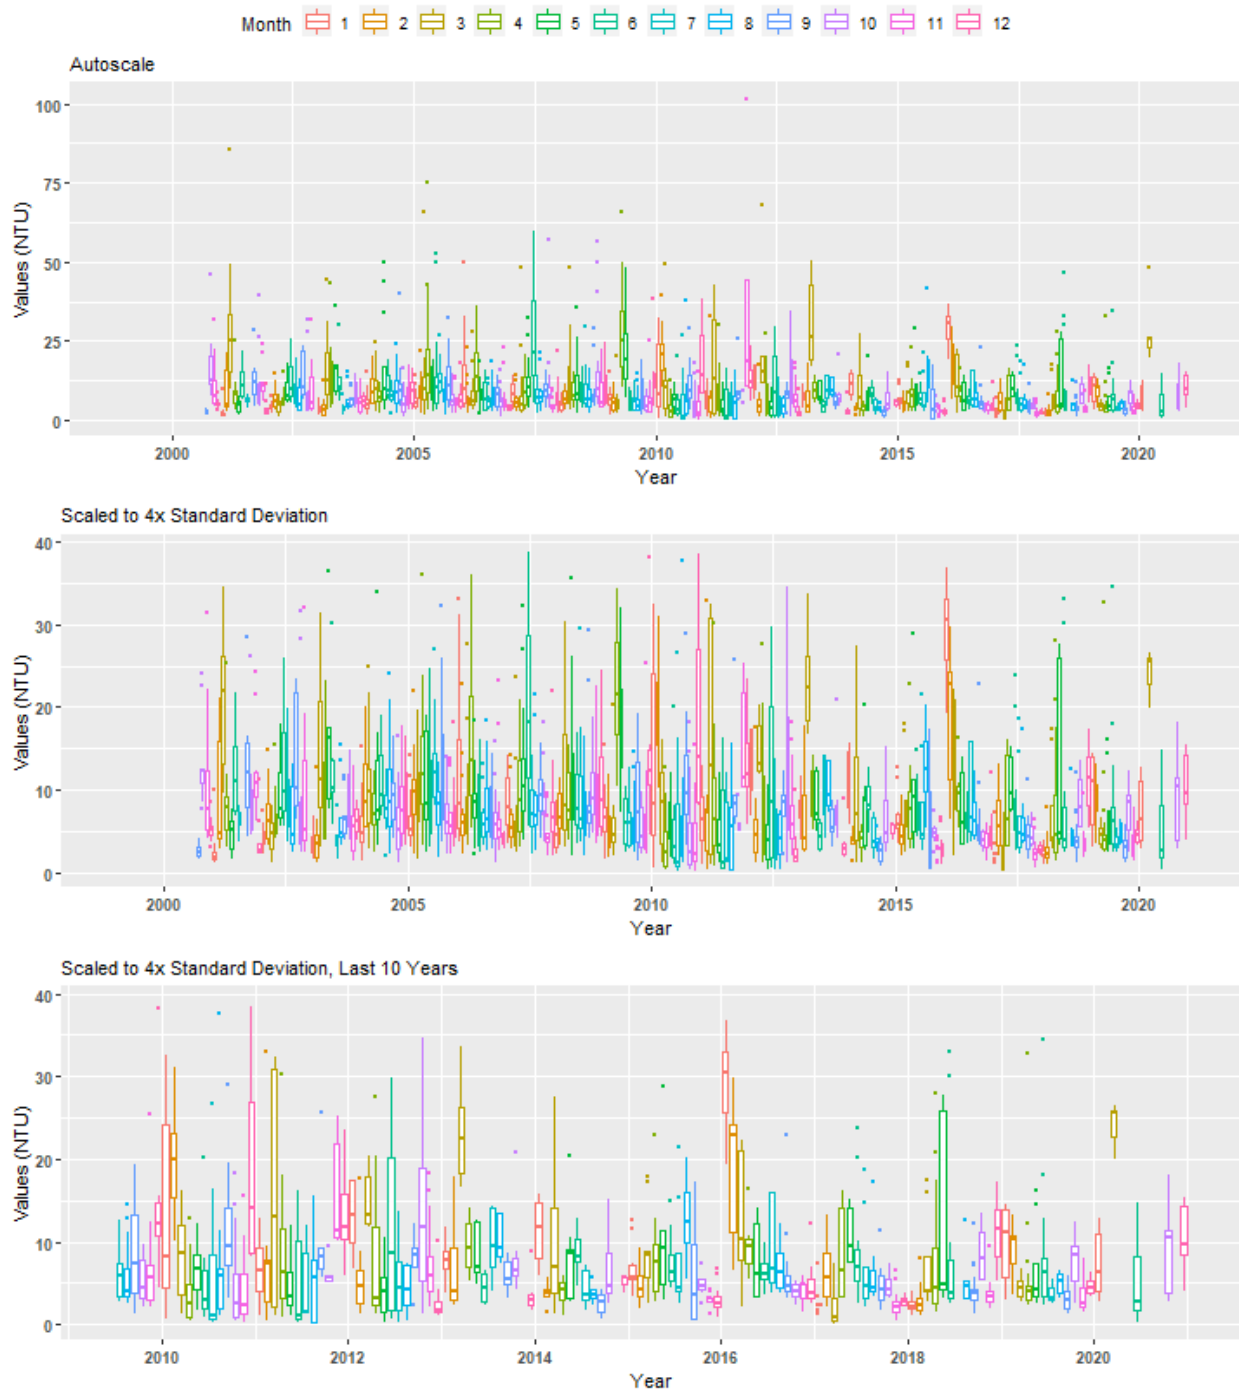 Month 1 2 3 4 5 6 7 8 9 10 11 12
Autoscale
100
75
50
25
0
Values (NTU)
2000 2005 2010 2015 2020
Year
Scaled to 4x Standard Deviation
40
30
20
10
0
Values (NTU)
2000 2005 2010 2015 2020
Year
Scaled to 4x Standard Deviation, Last 10 Years
40
30
20
10
0
Values (NTU)
2010 2012 2014 2016 2018 2020
Year